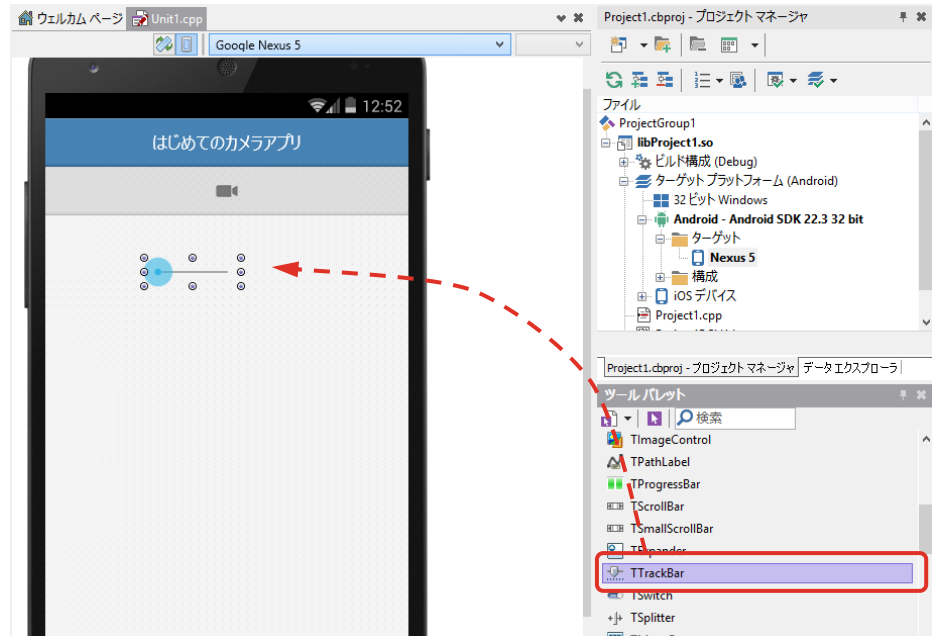 ウェルカム ページ
Unit1.cpp
Google Nexus 5
12:52
はじめてのカメラアプリ
Project1.cbproj - プロジェクト マネージャ
ファイル
ProjectGroup1
libProject1.so
ビルド構成 (Debug)
ターゲット プラットフォーム (Android)
32 ビット Windows
Android - Android SDK 22.3 32 bit
ターゲット
Nexus 5
構成
iOS デバイス
Project1.cpp
Project1.cbproj - プロジェクト マネージャ
データ エクスプローラ
ツール パレット
検索
TImageControl
TPathLabel
TProgressBar
TScrollBar
TSmallScrollBar
TExpander
TTrackBar
TSwitch
TSplitter